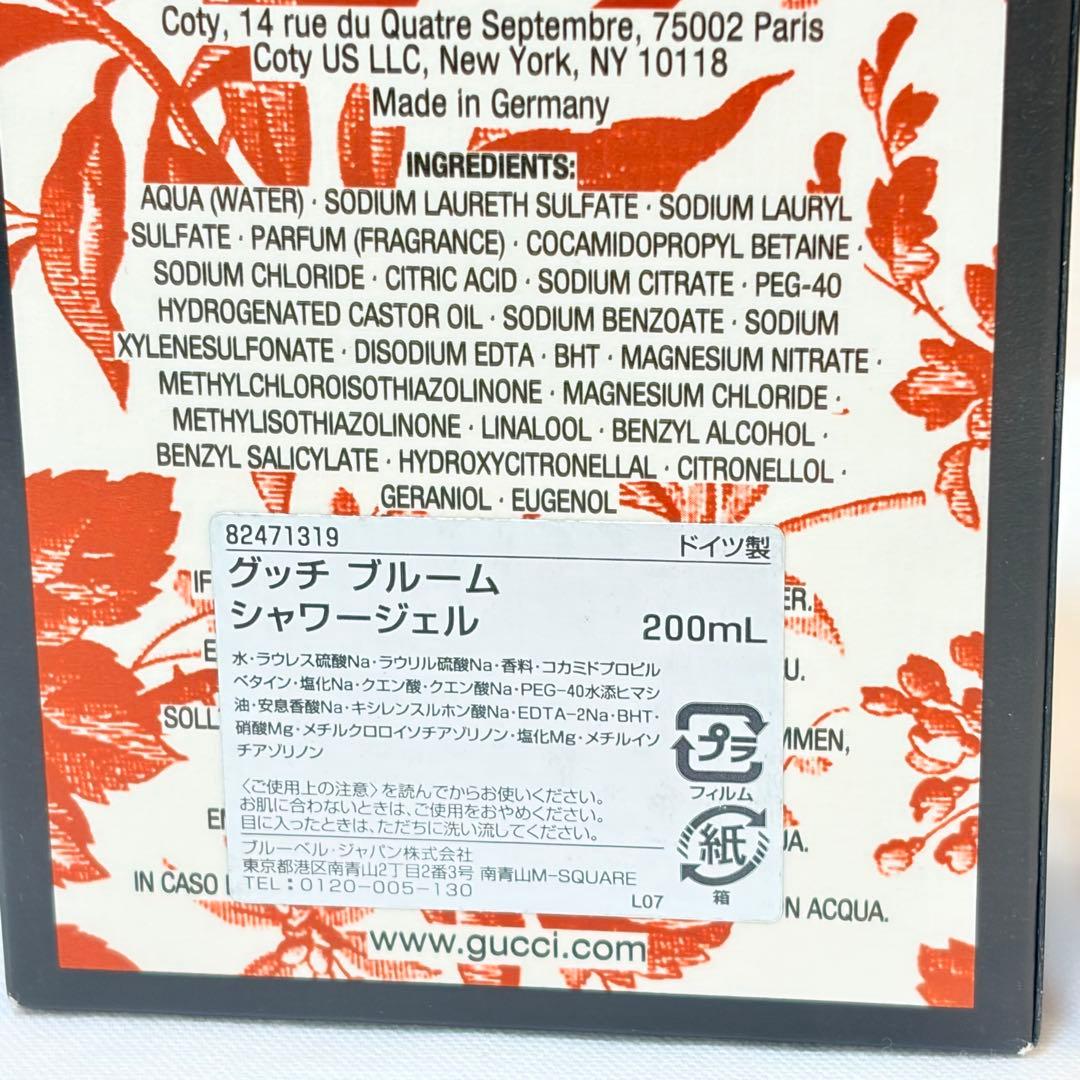 Coty, 14 rue du Quatre Septembre, 75002 Paris
Coty US LLC, New York, NY 10118
Made in Germany
INGREDIENTS:
AQUA (WATER) · SODIUM LAURETH SULFATE · SODIUM LAURYL
SULFATE · PARFUM (FRAGRANCE) · COCAMIDOPROPYL BETAINE ·
SODIUM CHLORIDE · CITRIC ACID · SODIUM CITRATE · PEG-40
HYDROGENATED CASTOR OIL · SODIUM BENZOATE · SODIUM
XYLENESULFONATE · DISODIUM EDTA · BHT · MAGNESIUM NITRATE ·
METHYLCHLOROISOTHIAZOLINONE · MAGNESIUM CHLORIDE ·
METHYLISOTHIAZOLINONE · LINALOOL · BENZYL ALCOHOL ·
BENZYL SALICYLATE · HYDROXYCITRONELLAL · CITRONELLOL ·
GERANIOL · EUGENOL
82471319 ドイツ製
グッチ ブルーム
シャワージェル 200mL
水・ラウレス硫酸Na・ラウリル硫酸Na・香料・コカミドプロピル
ベタイン・塩化Na・クエン酸・クエン酸Na・PEG-40水添ヒマシ
油・安息香酸Na・キシレンスルホン酸Na・EDTA-2Na・BHT・
硝酸Mg・メチルクロロイソチアゾリノン・塩化Mg・メチルイソ
チアゾリノン
プラ
フィルム
〈ご使用上の注意〉を読んでからお使いください。
お肌に合わないときは、ご使用をおやめください。
目に入ったときは、ただちに洗い流してください。
紙
箱
ブルーベル・ジャパン株式会社
東京都港区南青山2丁目2番3号 南青山M-SQUARE
TEL：0120-005-130 L07
IF
ER.
E
U.
SOLL
MMEN,
EN
UA.
IN CASO
N ACQUA.
www.gucci.com